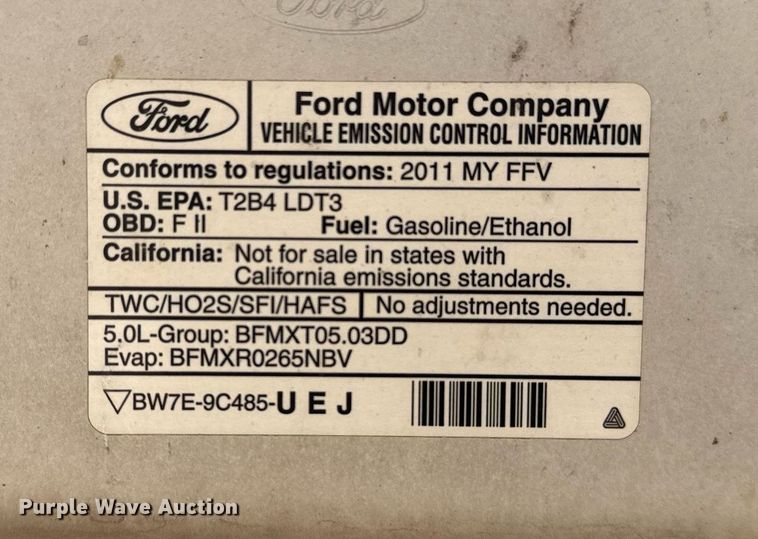 Ford
Ford
Ford Motor Company
VEHICLE EMISSION CONTROL INFORMATION
Conforms to regulations: 2011 MY FFV
U.S. EPA: T2B4 LDT3
OBD: F II Fuel: Gasoline/Ethanol
California: Not for sale in states with
California emissions standards.
TWC/HO2S/SFI/HAFS No adjustments needed.
5.0L-Group: BFMXT05.03DD
Evap: BFMXR0265NBV
BW7E-9C485-U E J
Purple Wave Auction